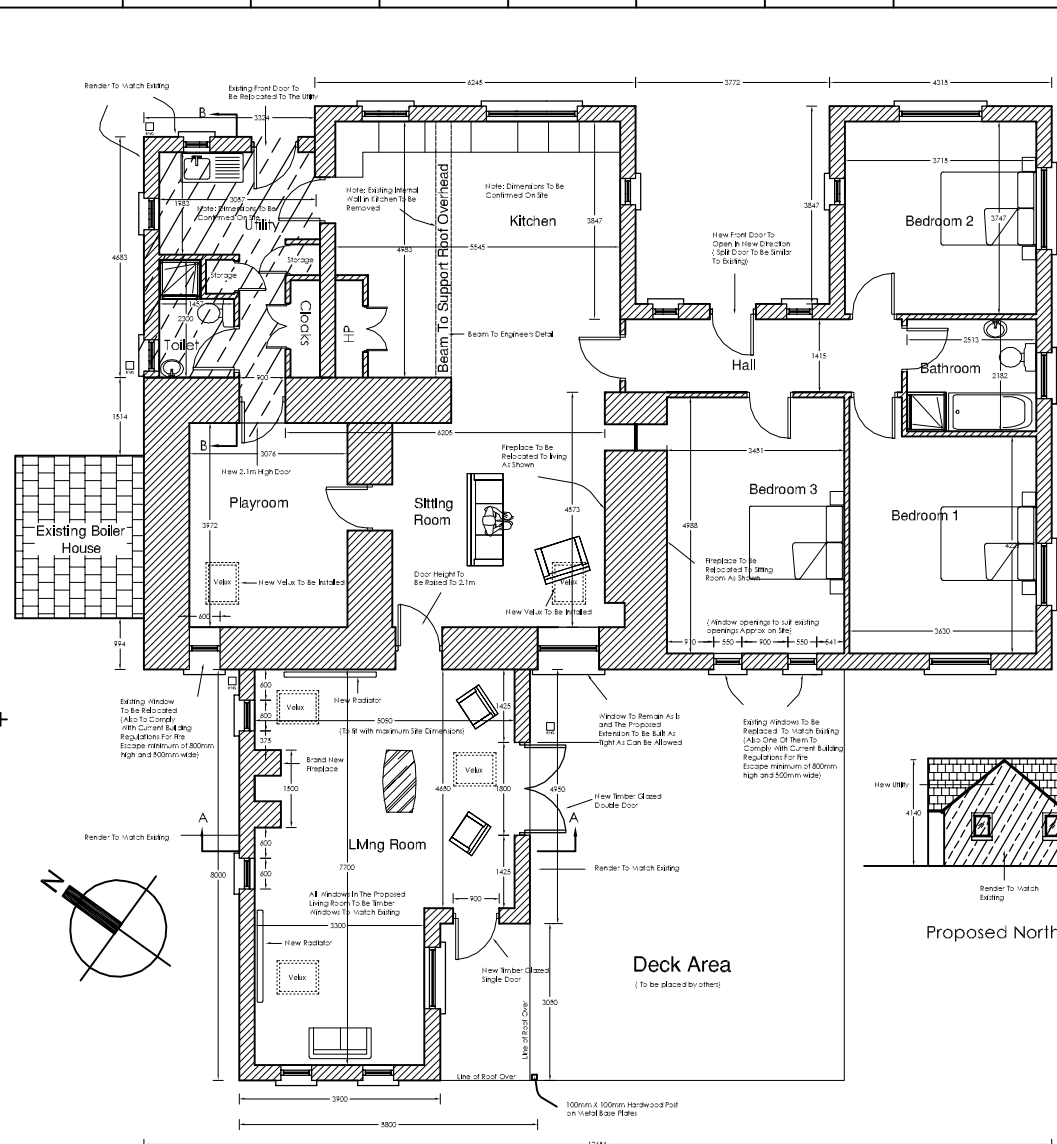 6245
3772
4318
Render To Match Existing
Existing Front Door To
Be Relocated To The Utility
B
3324
3718
Note: Existing Internal
Wall in Kitchen To Be
Removed
Note: Dimensions To Be
Confirmed On Site
Beam To Support Roof Overhead
Kitchen
3847
3847
3747
1983
3087
Note: Dimensions To Be
Confirmed On Site
Utility
4683
4983
5545
New Front Door To
Open In New Direction
( Split Door To Be Similar
To Existing)
Bedroom 2
Storage
Storage
2300
Toilet
Cloaks
HP
Beam To Engineers Detail
900
Hall
1415
2513
Bathroom
2182
1514
B
3076
New 2.1m High Door
6205
Fireplace To Be
Relocated To living
As Shown
3481
Playroom
Sitting
Room
Bedroom 3
Bedroom 1
Existing Boiler
House
3972
4873
4988
Velux
New Velux To Be Installed
Door Height To
Be Raised To 2.1m
Velux
New Velux To Be Installed
Fireplace To Be
Relocated To Sitting
Room As Shown
600
(Window openings to suit existing
openings Approx on Site)
910
550
900
550
541
3630
994
Existing Window
To Be Relocated
(Also To Comply
With Current Building
Regulations For Fire
Escape minimum of 800mm
high and 500mm wide)
600
600
375
Velux
New Radiator
5050
(To fit with maximum Site Dimensions)
1425
Window To Remain As Is
and The Proposed
Extension To Be Built As
Tight As Can Be Allowed
Existing Windows To Be
Replaced To Match Existing
(Also One Of Them To
Comply With Current Building
Regulations For Fire
Escape minimum of 800mm
high and 500mm wide)
Brand New
Fireplace
1500
Velux
1800
4950
New Timber Glazed
Double Door
New Utility
4140
Render To Match Existing
A
A
Living Room
600
600
8000
7700
1425
Render To Match Existing
Render To Match
Existing
N
All Windows In The Proposed
Living Room To Be Timber
Windows To Match Existing
900
3300
Proposed North
New Radiator
Velux
New Timber Glazed
Single Door
Deck Area
( To be placed by others)
Line of Roof Over
Line of Roof Over
3900
8800
100mm X 100mm Hardwood Post
on Metal Base Plates